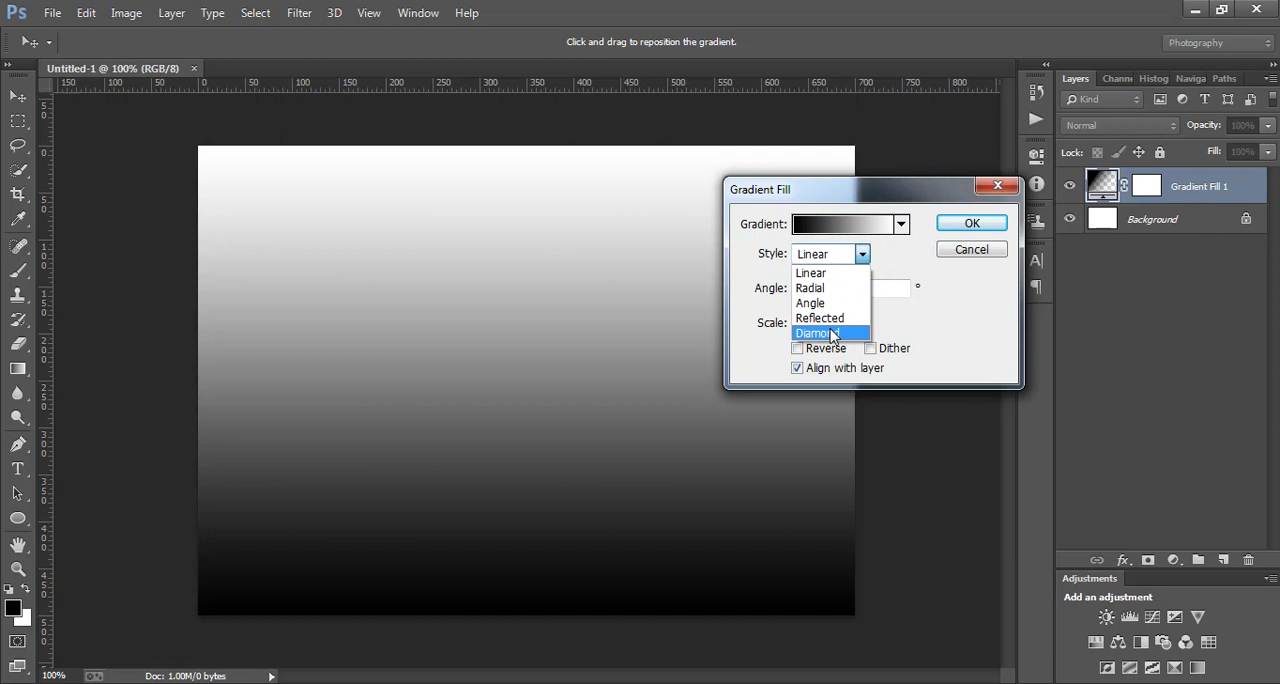 Ps File Edit Image Layer Type Select Filter 3D View Window Help
Click and drag to reposition the gradient.
Photography
Untitled-1 @ 100% (RGB/8) ×
150 100 50 0 50 100 150 200 250 300 350 400 450 500 550 600 650 700 750 800
Layers Channe Histog Naviga Paths
Kind
Normal Opacity: 100%
Lock: Fill: 100%
Gradient Fill 1
Background
Gradient Fill
Gradient: OK
Style: Linear Cancel
Linear
Angle: Radial °
Angle
Scale: Reflected
Diamond
Reverse Dither
Align with layer
Adjustments
Add an adjustment
100% Doc: 1.00M/0 bytes